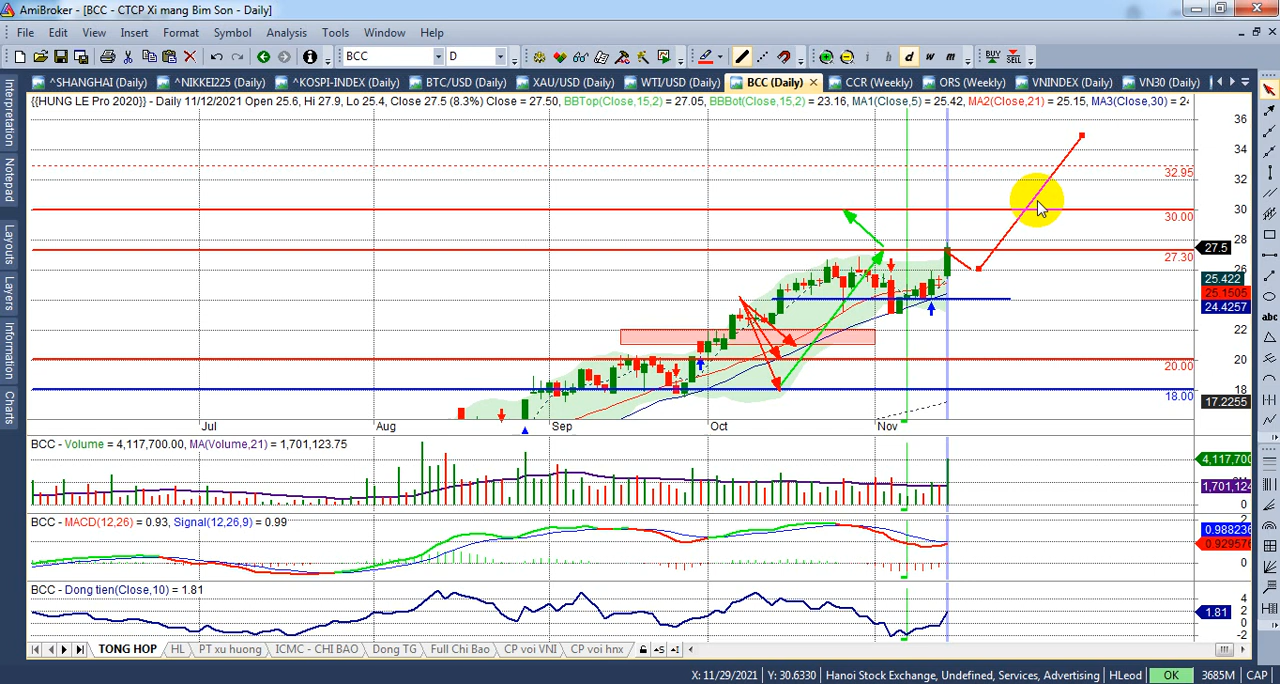 AmiBroker - [BCC - CTCP Xi mang Bim Son - Daily]
File Edit View Insert Format Symbol Analysis Tools Window Help
BCC D d w m BUY SELL
^SHANGHAI (Daily) ^NIKKEI225 (Daily) ^KOSPI-INDEX (Daily) BTC/USD (Daily) XAU/USD (Daily) WTI/USD (Daily) BCC (Daily) CCR (Weekly) ORS (Weekly) VNINDEX (Daily) VN30 (Daily)
{{HUNG LE Pro 2020}} - Daily 11/12/2021 Open 25.6, Hi 27.9, Lo 25.4, Close 27.5 (8.3%) Close = 27.50, BBTop(Close,15,2) = 27.05, BBBot(Close,15,2) = 23.16, MA1(Close,5) = 25.42, MA2(Close,21) = 25.15, MA3(Close,30) = 24
Interpretation
Notepad
Layouts
Layers
Information
Charts
36
34
32.95
32
30
30.00
28
27.5
27.30
26
25.422
25.1505
24.4257
22
20
20.00
18
18.00
17.2255
Jul Aug Sep Oct Nov
BCC - Volume = 4,117,700.00, MA(Volume,21) = 1,701,123.75
4,117,700
1,701,124
0
BCC - MACD(12,26) = 0.93, Signal(12,26,9) = 0.99
0.988236
0.929576
0
BCC - Dong tien(Close,10) = 1.81
4
2
1.81
0
-2
abc
TONG HOP HL PT xu huong ICMC - CHI BAO Dong TG Full Chi Bao CP voi VNI CP voi hnx
X: 11/29/2021 Y: 30.6330 Hanoi Stock Exchange, Undefined, Services, Advertising HLeod OK 3685M CAP